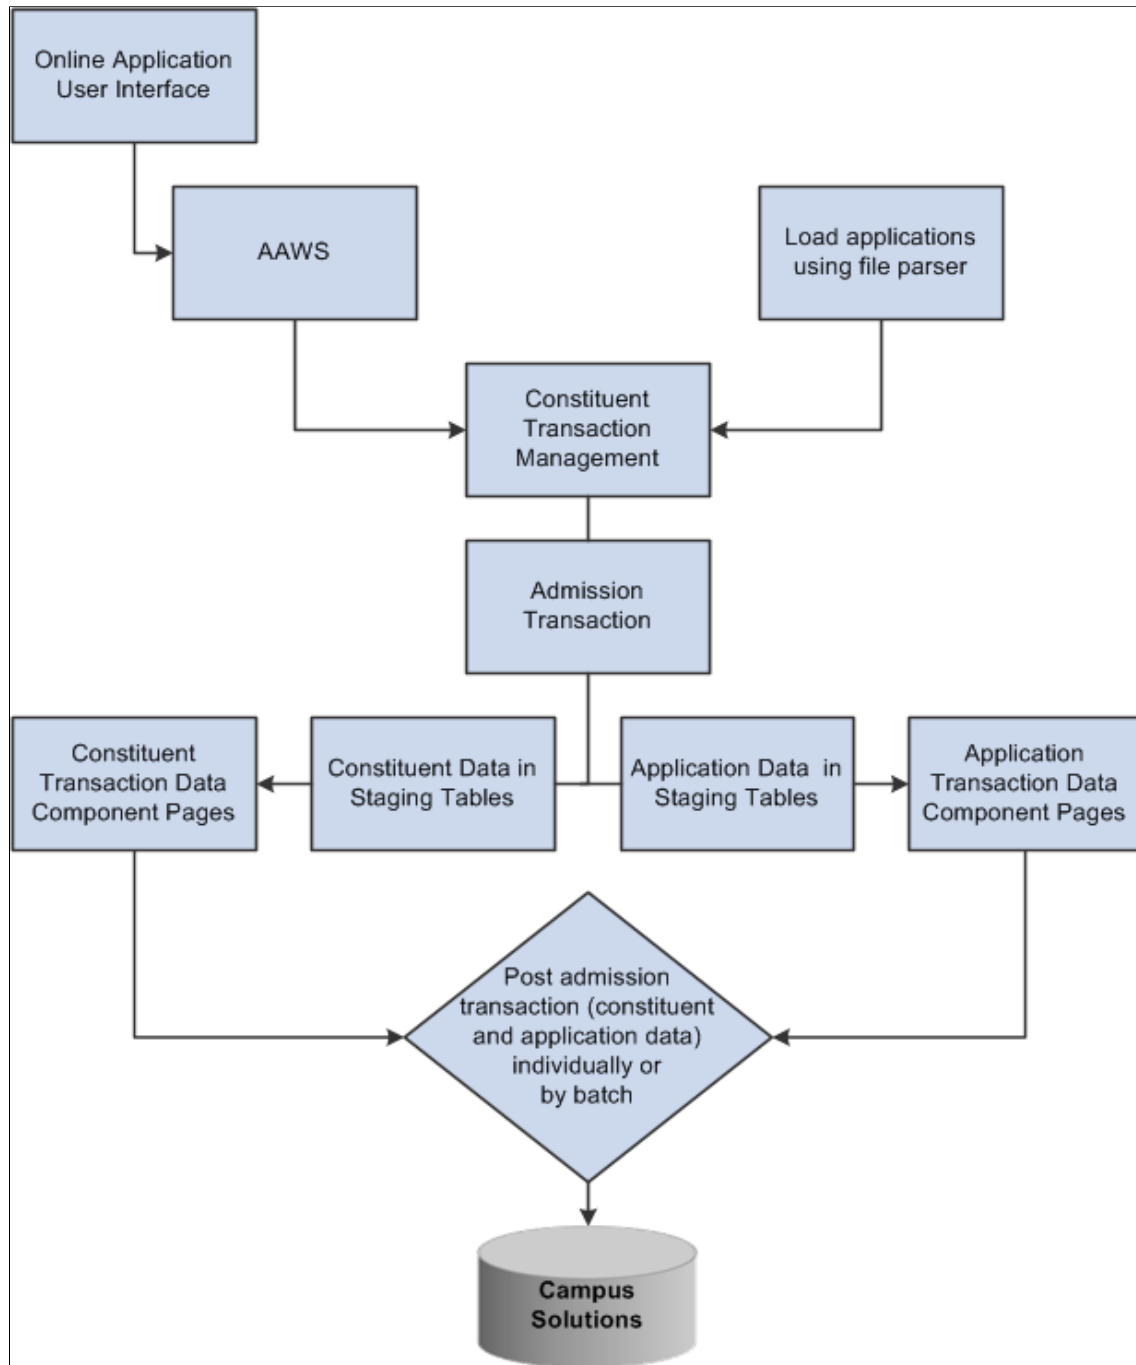 Online Application
User Interface
AAWS
Load applications
using file parser
Constituent
Transaction
Management
Admission
Transaction
Constituent
Transaction Data
Component Pages
Constituent Data in
Staging Tables
Application Data in
Staging Tables
Application
Transaction Data
Component Pages
Post admission
transaction (constituent
and application data)
individually or
by batch
Campus
Solutions